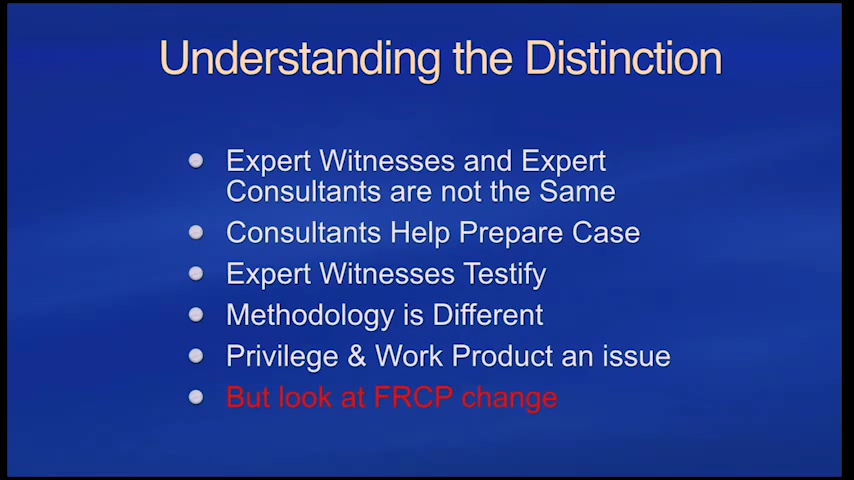 Understanding the Distinction
Expert Witnesses and Expert
Consultants are not the Same
Consultants Help Prepare Case
Expert Witnesses Testify
Methodology is Different
Privilege & Work Product an issue
But look at FRCP change